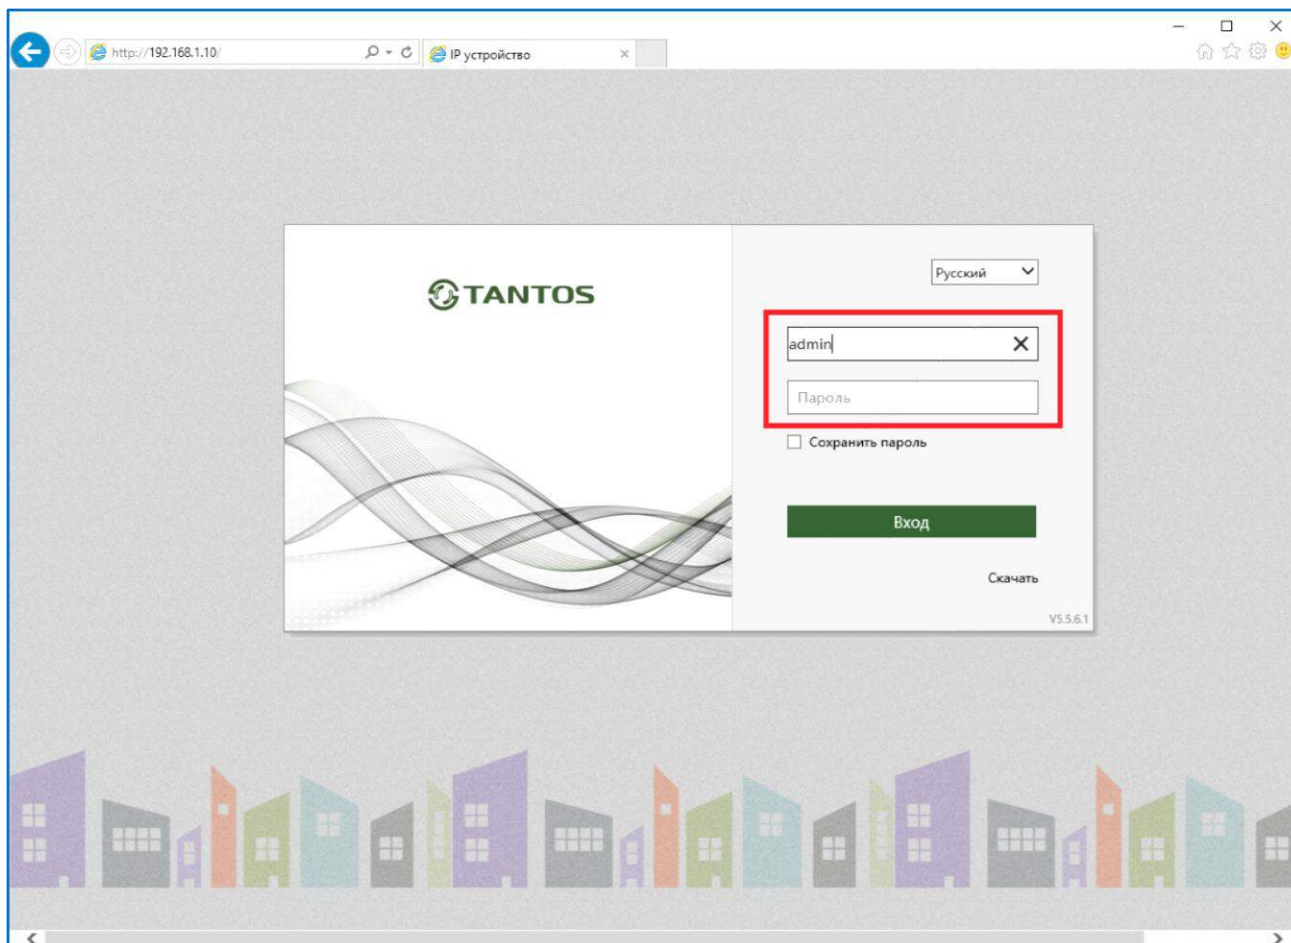 http://192.168.1.10/
IP устройство
TANTOS
Русский
admin
Пароль
Сохранить пароль
Вход
Скачать
V5.5.6.1